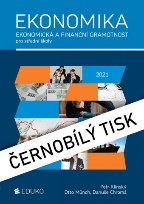 EKONOMIKA
EKONOMICKÁ A FINANČNÍ GRAMOTNOST
pro střední školy
2021
ČERNOBÍLÝ TISK
EDUKO
Petr Klínský
Otto Münch, Danuše Chromá